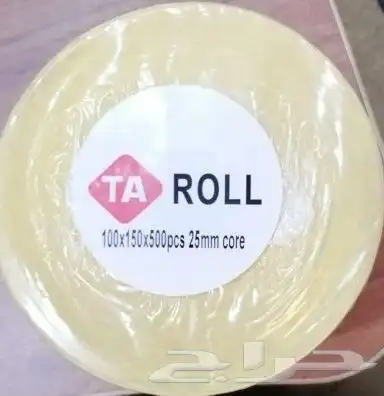 TA ROLL
100x150x500pcs 25mm core
حراج